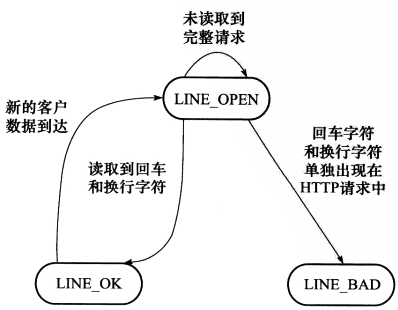 未读取到
完整请求
LINE_OPEN
新的客户
数据到达
读取到回车
和换行字符
回车字符
和换行字符
单独出现在
HTTP请求中
LINE_OK
LINE_BAD